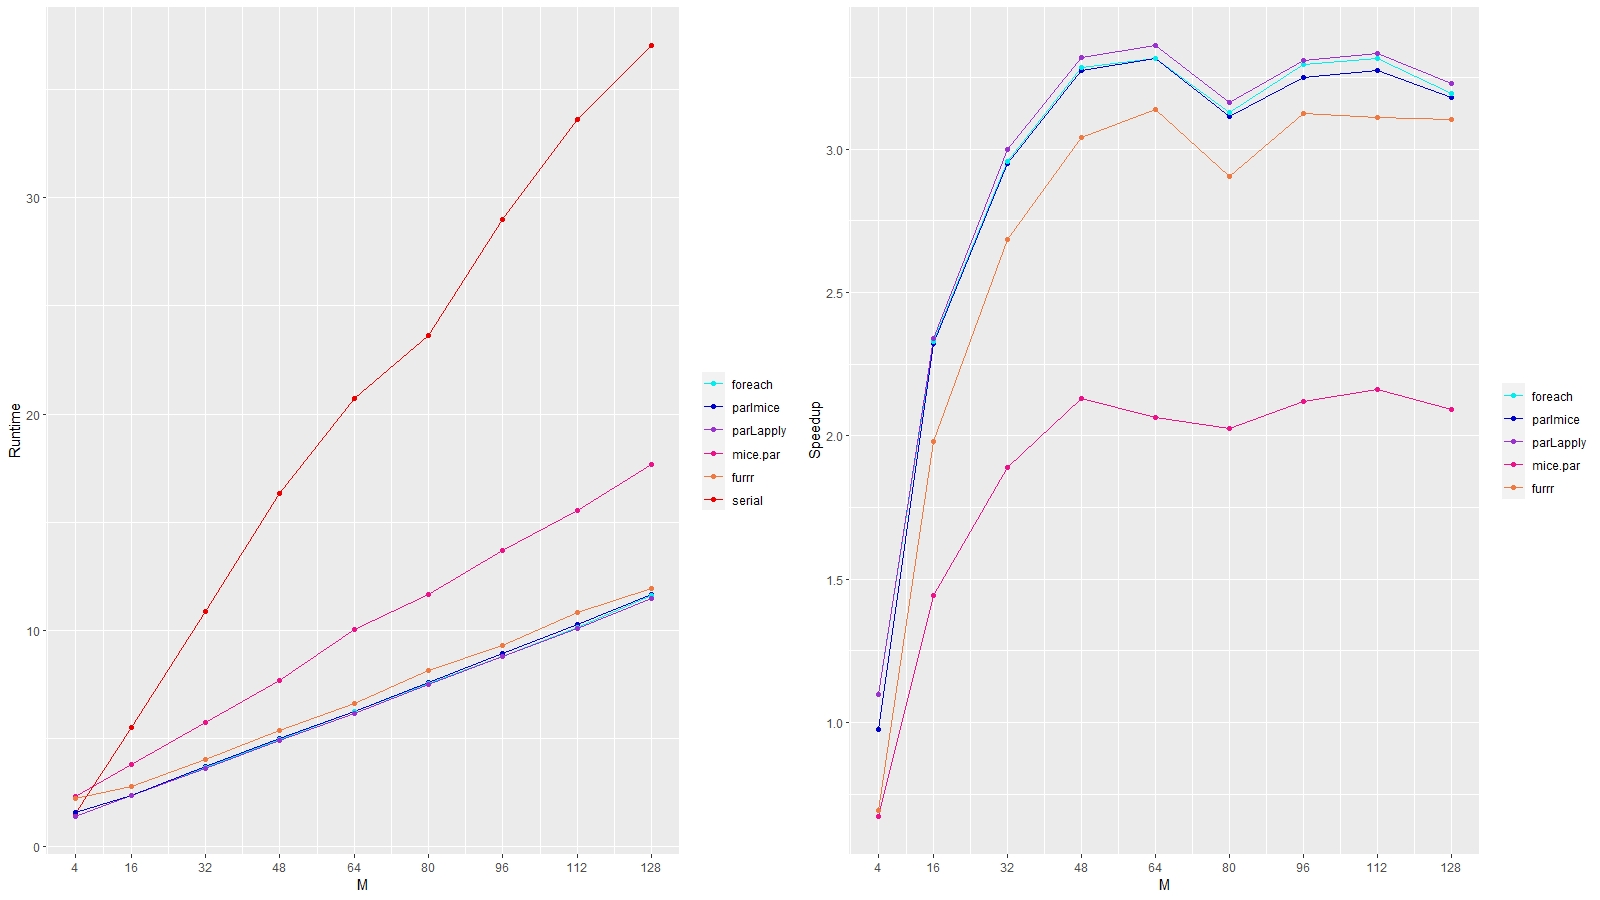 Runtime
30
20
10
0
4 16 32 48 64 80 96 112 128
M
foreach
parlmice
parLapply
mice.par
furrr
serial
Speedup
3.0
2.5
2.0
1.5
1.0
4 16 32 48 64 80 96 112 128
M
foreach
parlmice
parLapply
mice.par
furrr